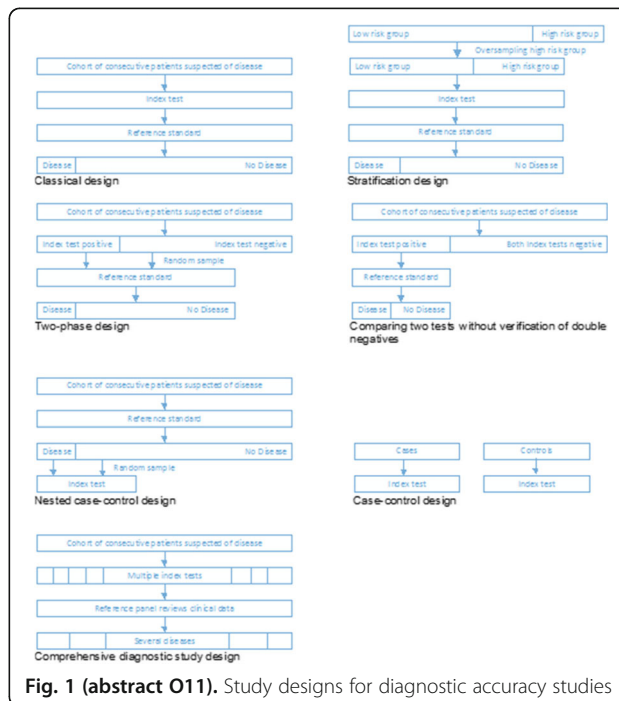 Cohort of consecutive patients suspected of disease
Index test
Reference standard
Disease No Disease
Classical design
Low risk group High risk group
Oversampling high risk group
Low risk group High risk group
Index test
Reference standard
Disease No Disease
Stratification design
Cohort of consecutive patients suspected of disease
Index test positive Index test negative
Random sample
Reference standard
Disease No Disease
Two-phase design
Cohort of consecutive patients suspected of disease
Index test positive Both Index tests negative
Reference standard
Disease No Disease
Comparing two tests without verification of double
negatives
Cohort of consecutive patients suspected of disease
Reference standard
Disease No Disease
Random sample
Index test
Nested case-control design
Cases Controls
Index test Index test
Case-control design
Cohort of consecutive patients suspected of disease
Multiple index tests
Reference panel reviews clinical data
Several diseases
Comprehensive diagnostic study design
Fig. 1 (abstract O11). Study designs for diagnostic accuracy studies